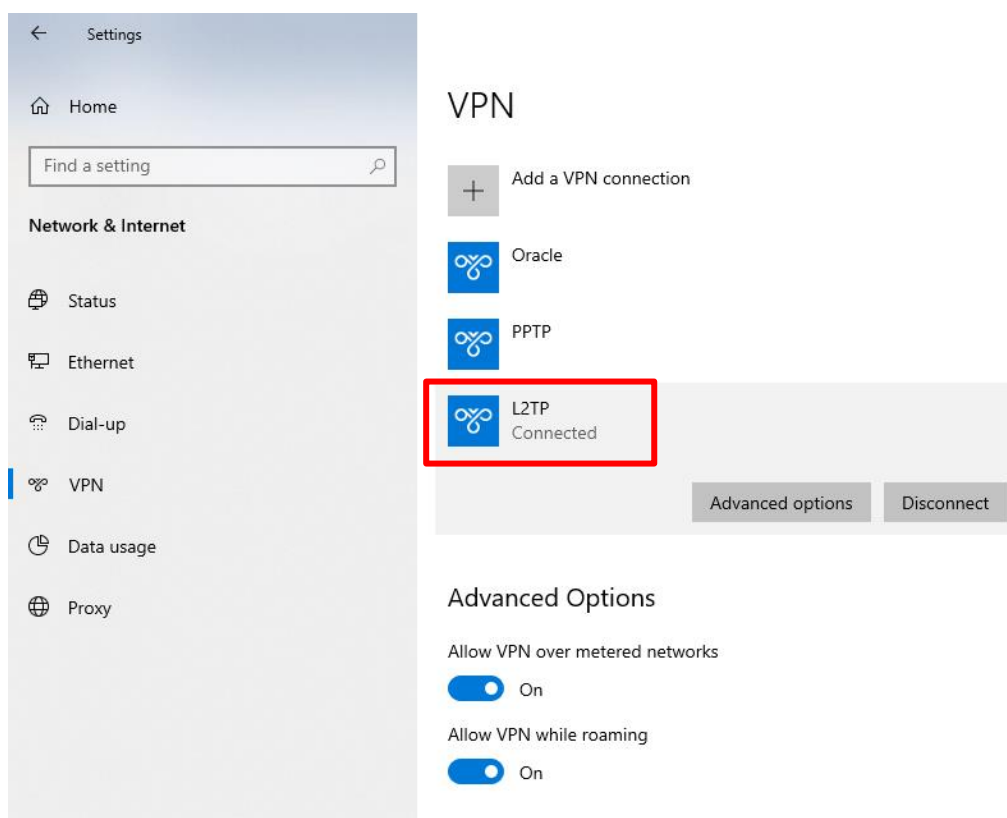 Settings
Home
Find a setting
Network & Internet
Status
Ethernet
Dial-up
VPN
Data usage
Proxy
VPN
Add a VPN connection
Oracle
PPTP
L2TP
Connected
Advanced options
Disconnect
Advanced Options
Allow VPN over metered networks
On
Allow VPN while roaming
On